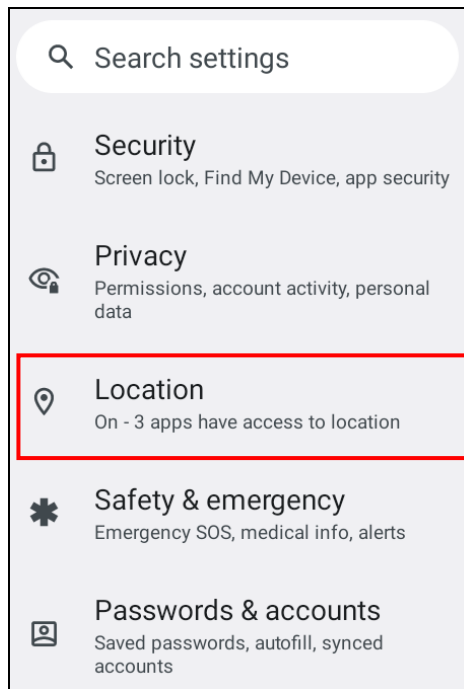 Search settings
Security
Screen lock, Find My Device, app security
Privacy
Permissions, account activity, personal
data
Location
On - 3 apps have access to location
Safety & emergency
Emergency SOS, medical info, alerts
Passwords & accounts
Saved passwords, autofill, synced
accounts